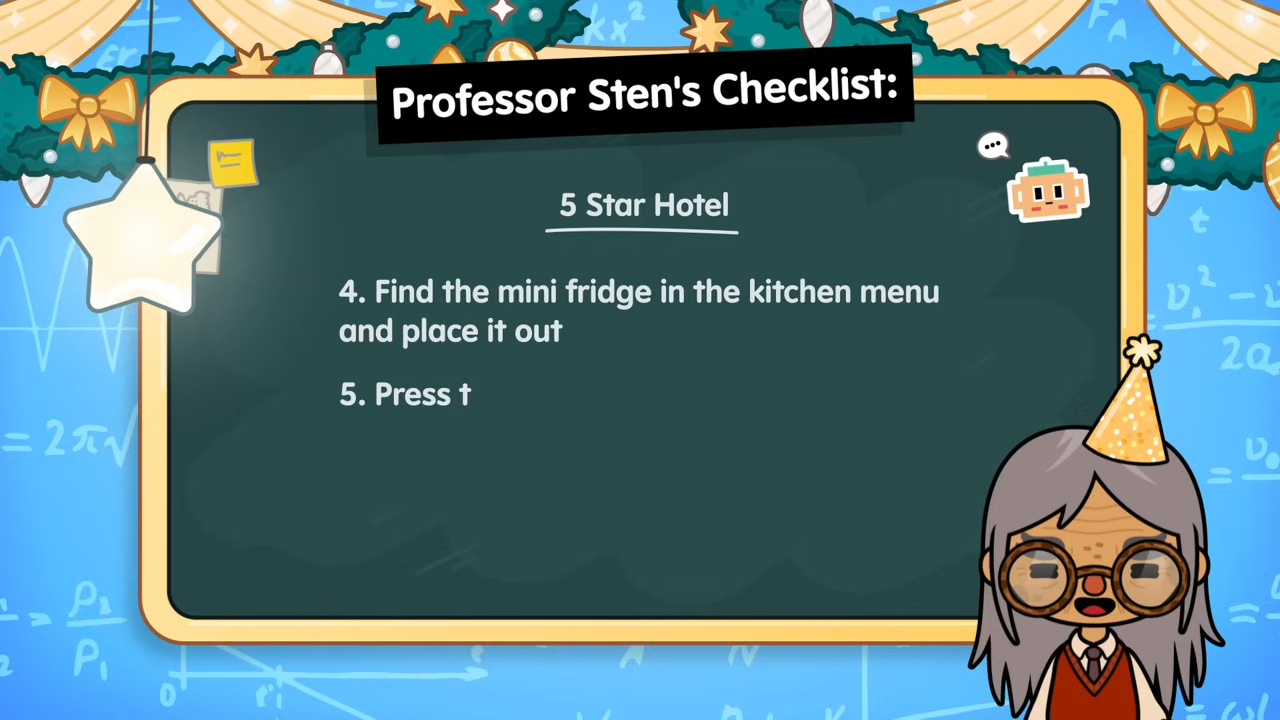 Professor Sten's Checklist:
5 Star Hotel
4. Find the mini fridge in the kitchen menu
and place it out
5. Press t